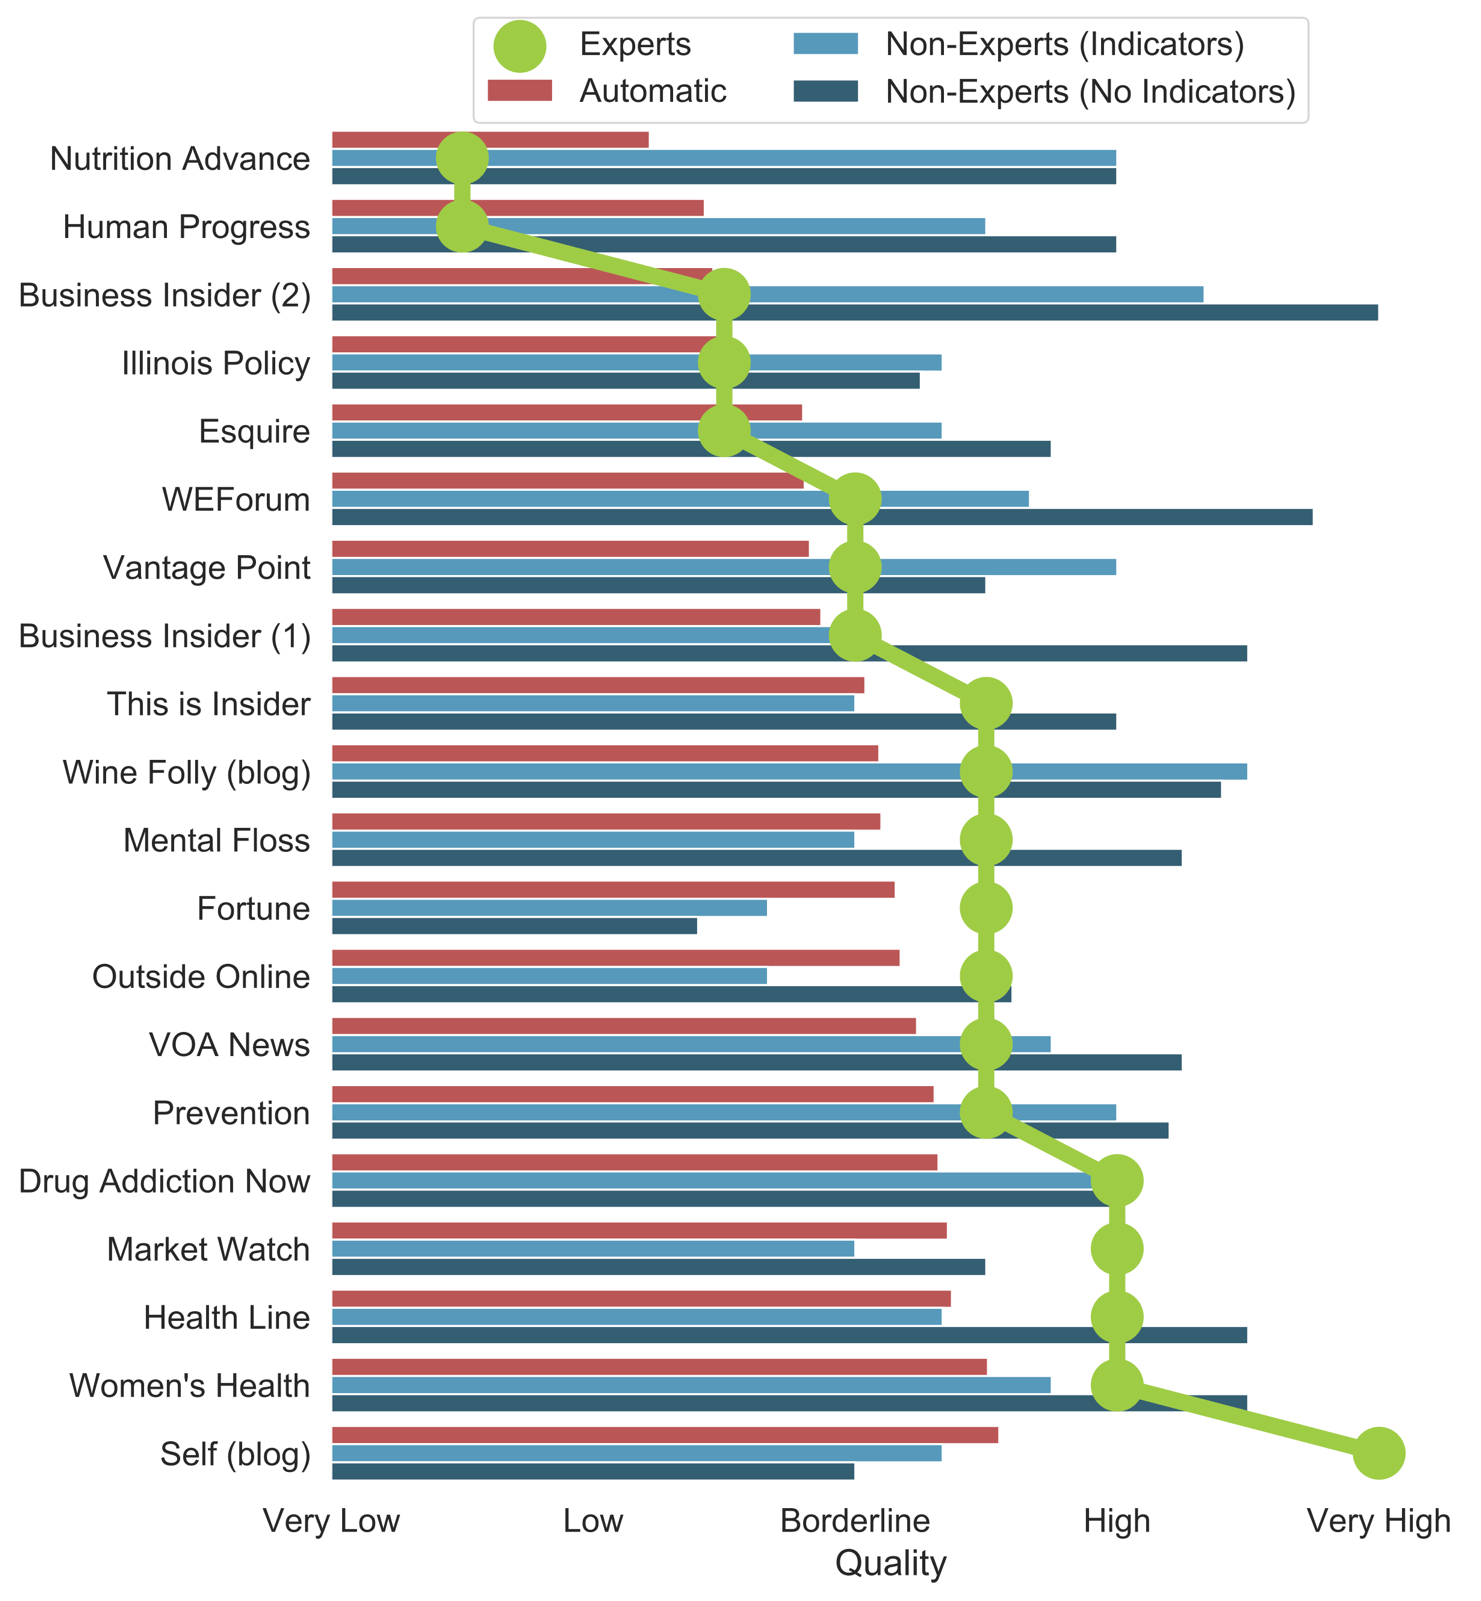 Experts
Automatic
Non-Experts (Indicators)
Non-Experts (No Indicators)
Nutrition Advance
Human Progress
Business Insider (2)
Illinois Policy
Esquire
WEForum
Vantage Point
Business Insider (1)
This is Insider
Wine Folly (blog)
Mental Floss
Fortune
Outside Online
VOA News
Prevention
Drug Addiction Now
Market Watch
Health Line
Women's Health
Self (blog)
Very Low Low Borderline High Very High
Quality